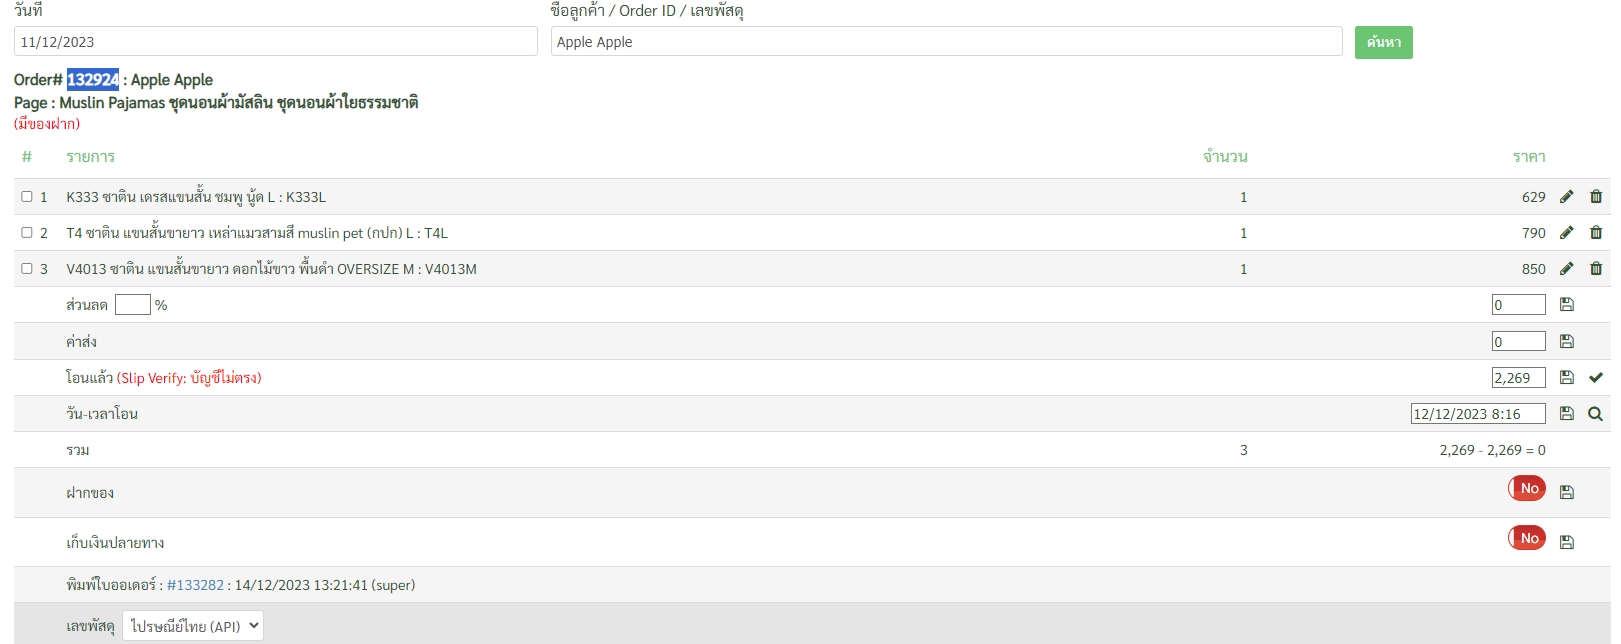 วันที่
ชื่อลูกค้า / Order ID / เลขพัสดุ
11/12/2023
Apple Apple
ค้นหา
Order# 132924 : Apple Apple
Page : Muslin Pajamas ชุดนอนผ้ามัสลิน ชุดนอนผ้าใยธรรมชาติ
(มีของฝาก)
# รายการ จำนวน ราคา
1 K333 ซาติน เดรสแขนสั้น ชมพู นู้ด L : K333L 1 629
2 T4 ซาติน แขนสั้นขายาว เหล่าแมวสามสี muslin pet (กปก) L : T4L 1 790
3 V4013 ซาติน แขนสั้นขายาว ดอกไม้ขาว พื้นดำ OVERSIZE M : V4013M 1 850
ส่วนลด % 0
ค่าส่ง 0
โอนแล้ว (Slip Verify: บัญชีไม่ตรง) 2,269
วัน-เวลาโอน 12/12/2023 8:16
รวม 3 2,269 - 2,269 = 0
ฝากของ No
เก็บเงินปลายทาง No
พิมพ์ใบออเดอร์ : #133282 : 14/12/2023 13:21:41 (super)
เลขพัสดุ ไปรษณีย์ไทย (API)